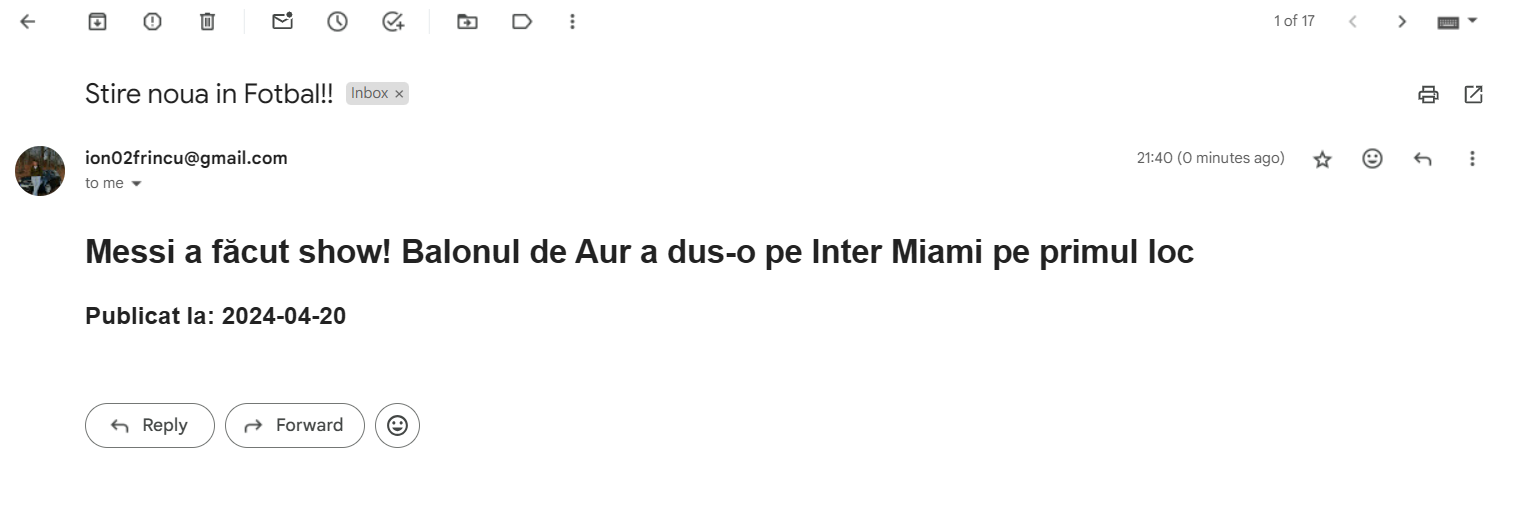 1 of 17
Stire noua in Fotbal!! Inbox ×
ion02frincu@gmail.com 21:40 (0 minutes ago)
to me
Messi a făcut show! Balonul de Aur a dus-o pe Inter Miami pe primul loc
Publicat la: 2024-04-20
Reply Forward